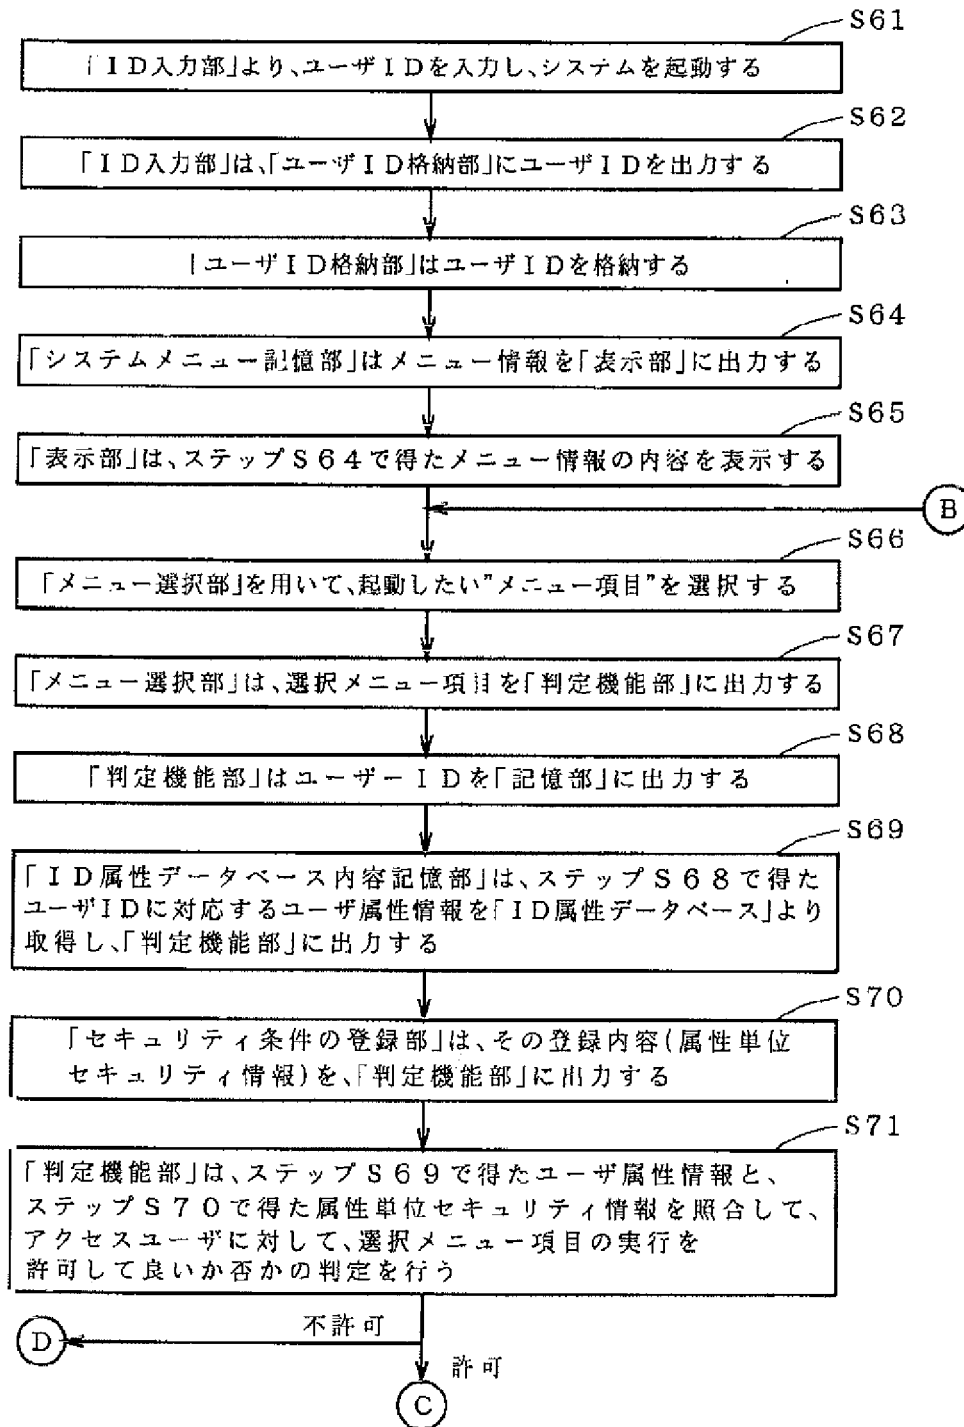 S61
「ID入力部」より、ユーザIDを入力し、システムを起動する
S62
「ID入力部」は、「ユーザID格納部」にユーザIDを出力する
S63
「ユーザID格納部」はユーザIDを格納する
S64
「システムメニュー記憶部」はメニュー情報を「表示部」に出力する
S65
「表示部」は、ステップS64で得たメニュー情報の内容を表示する
B
S66
「メニュー選択部」を用いて、起動したい”メニュー項目”を選択する
S67
「メニュー選択部」は、選択メニュー項目を「判定機能部」に出力する
S68
「判定機能部」はユーザーIDを「記憶部」に出力する
S69
「ID属性データベース内容記憶部」は、ステップS68で得た
ユーザIDに対応するユーザ属性情報を「ID属性データベース」より
取得し、「判定機能部」に出力する
S70
「セキュリティ条件の登録部」は、その登録内容(属性単位
セキュリティ情報)を、「判定機能部」に出力する
S71
「判定機能部」は、ステップS69で得たユーザ属性情報と、
ステップS70で得た属性単位セキュリティ情報を照合して、
アクセスユーザに対して、選択メニュー項目の実行を
許可して良いか否かの判定を行う
不許可
D
許可
C